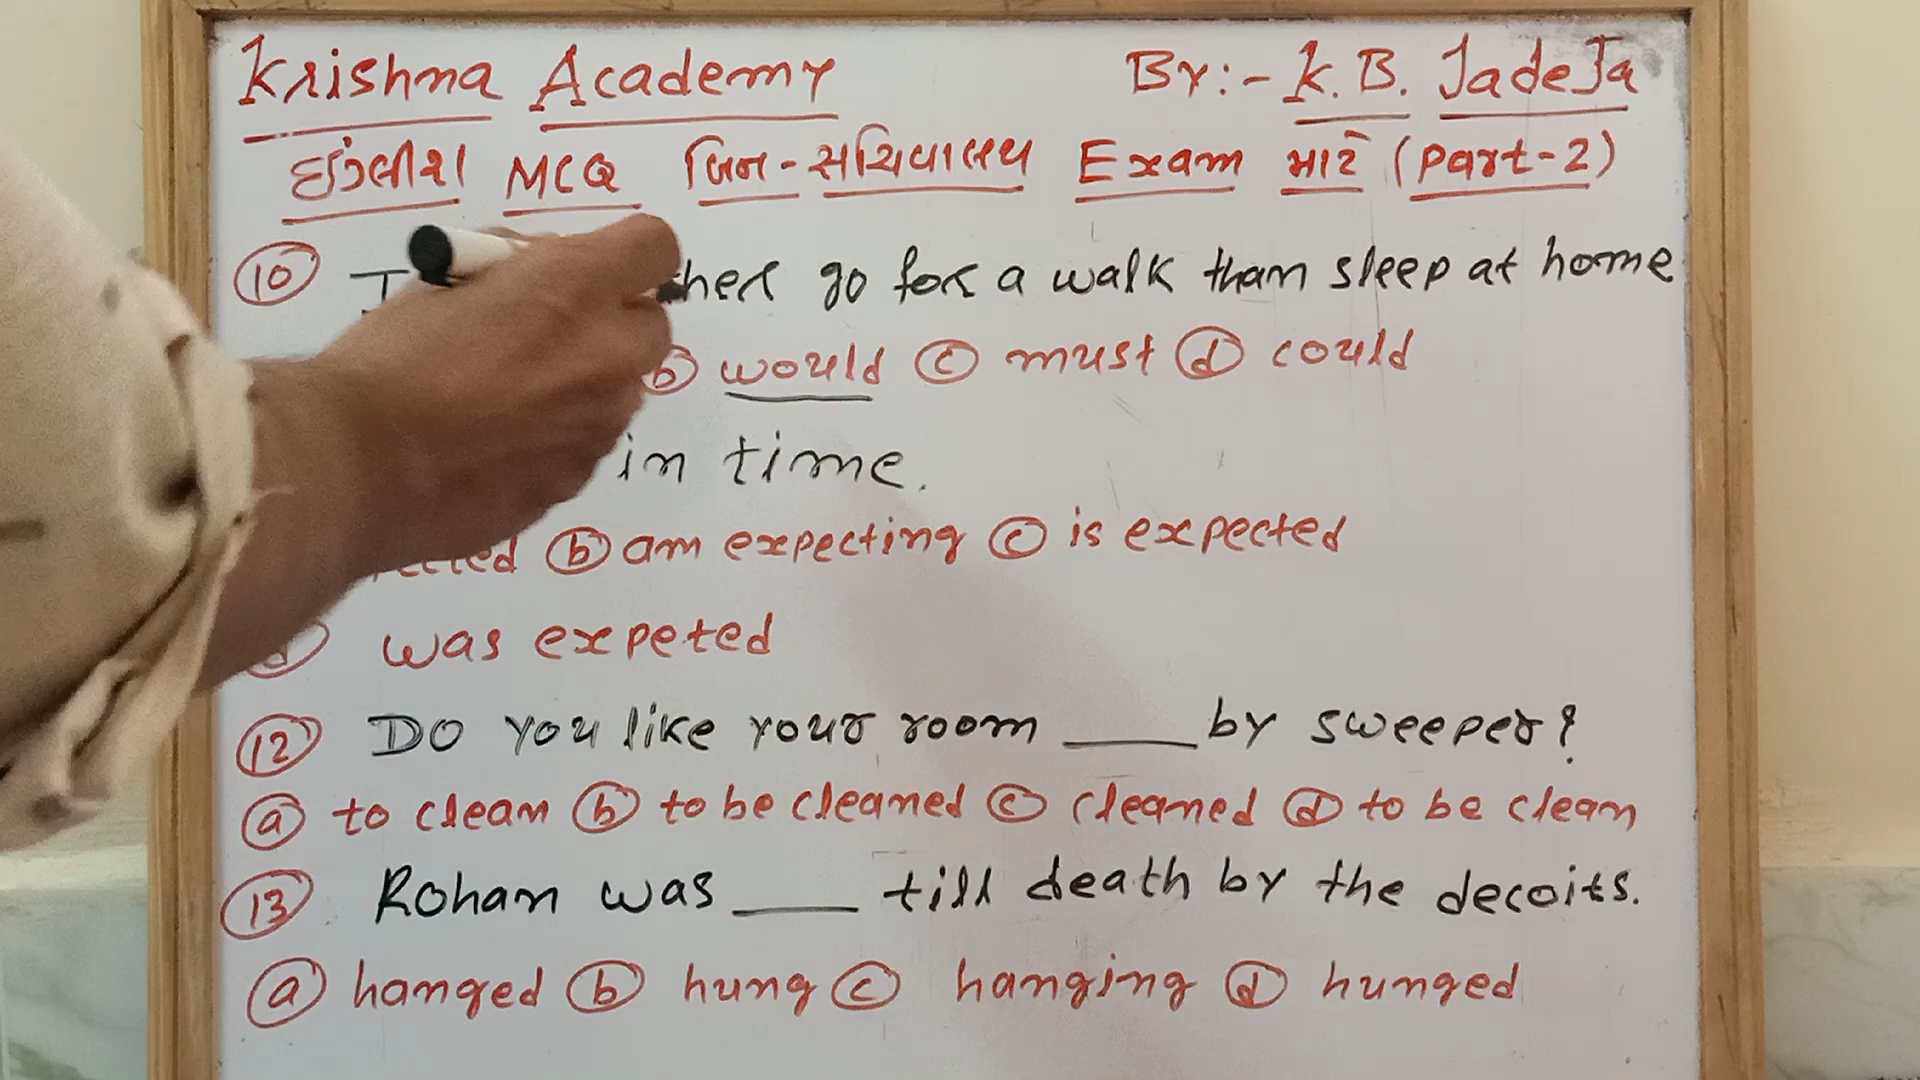 Krishna Academy By:- K. B. JadeJa
ઇંગ્લીશ MCQ બિન-સચિવાલય Exam માટે (Part-2)
10 I go for a walk than sleep at home
b would c must d could
in time.
b am expecting c is expected
d was expeted
12 Do you like your room ____ by sweeper?
a to clean b to be cleaned c cleaned d to be clean
13 Rohan was ____ till death by the decoits.
a hanged b hung c hanging d hunged